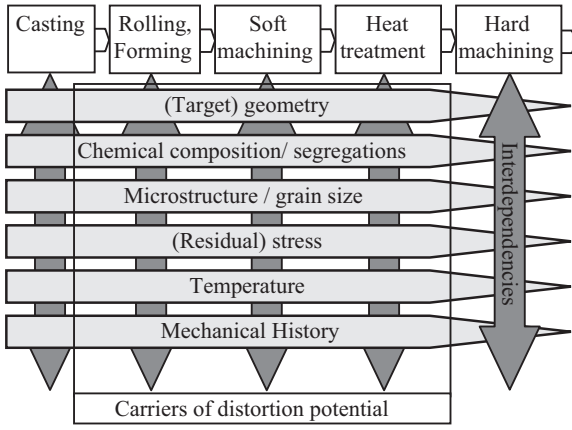 Casting
Rolling,
Forming
Soft
machining
Heat
treatment
Hard
machining
(Target) geometry
Chemical composition/ segregations
Microstructure / grain size
(Residual) stress
Temperature
Mechanical History
Interdependencies
Carriers of distortion potential